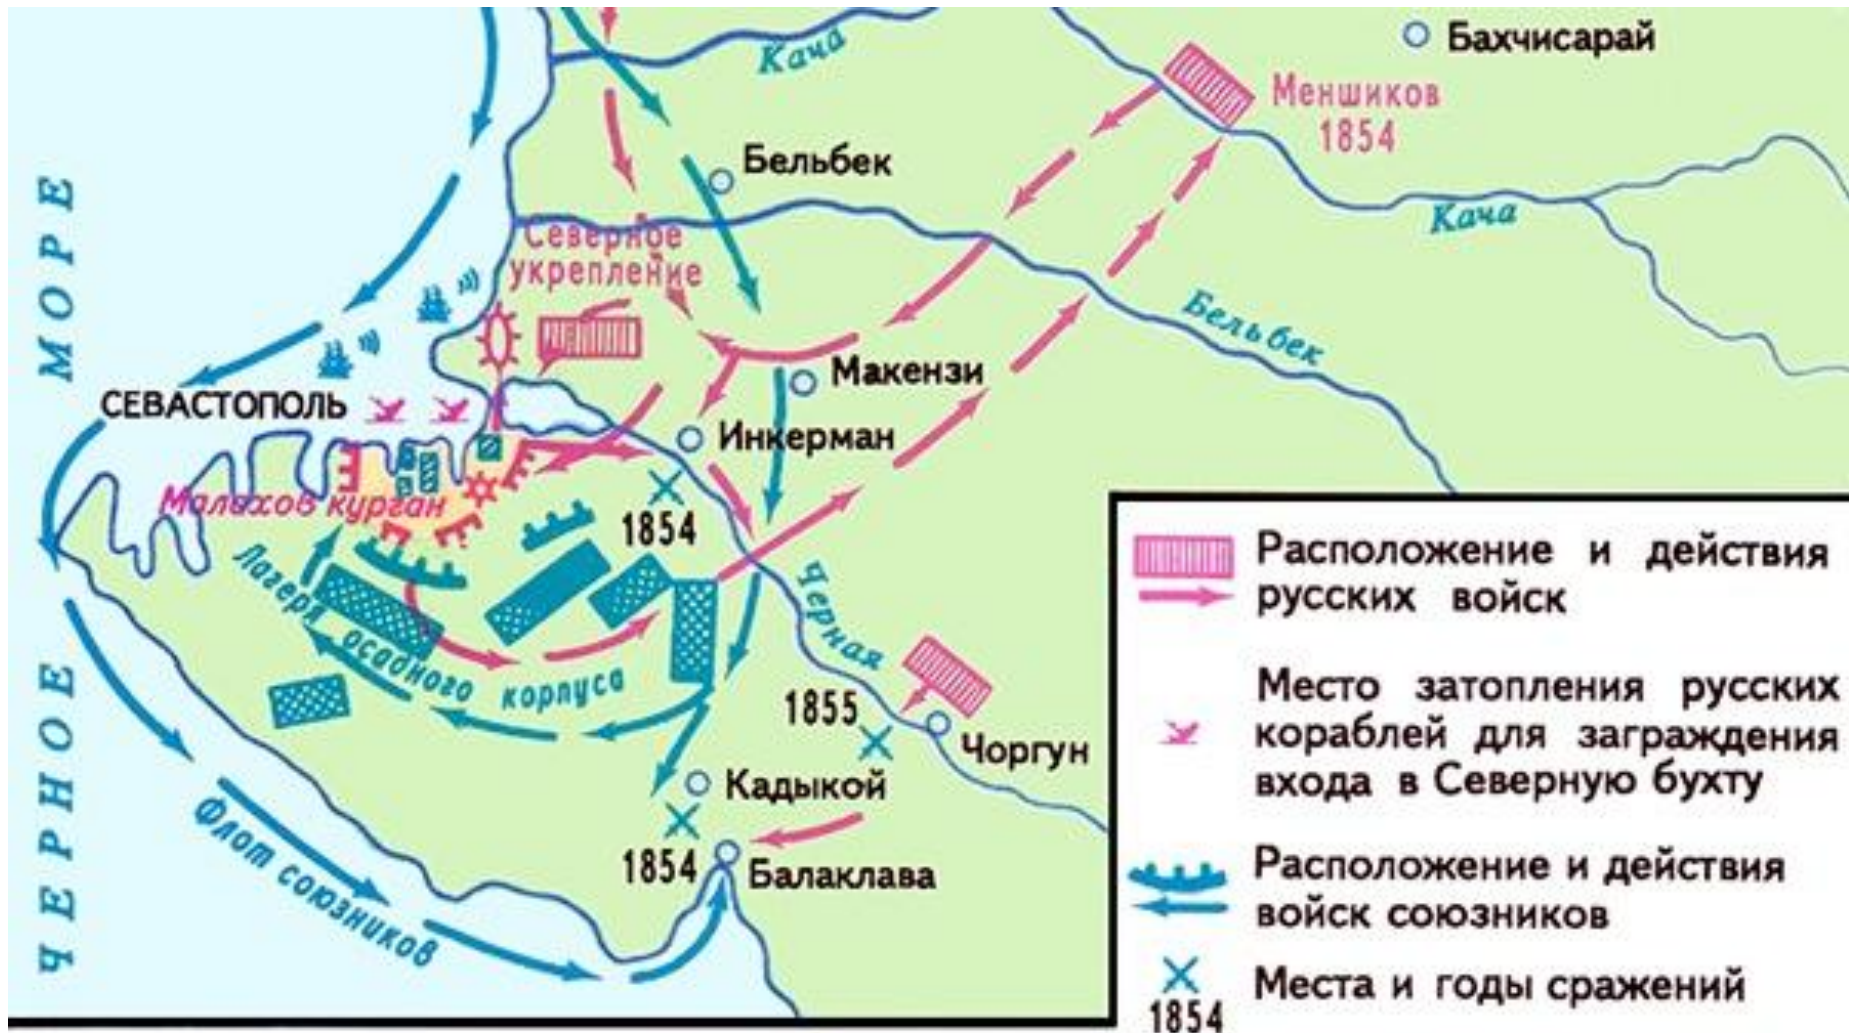 Кача
Бахчисарай
Меншиков
1854
Бельбек
Кача
Северное
укрепление
Бельбек
МОРЕ
Макензи
СЕВАСТОПОЛЬ
Инкерман
Малахов курган
1854
Лагеря осадного корпуса
Черная
1855
Чоргун
Кадыкой
1854
Балаклава
Флот союзников
ЧЕРНОЕ
Расположение и действия
русских войск
Место затопления русских
кораблей для заграждения
входа в Северную бухту
Расположение и действия
войск союзников
Места и годы сражений
1854